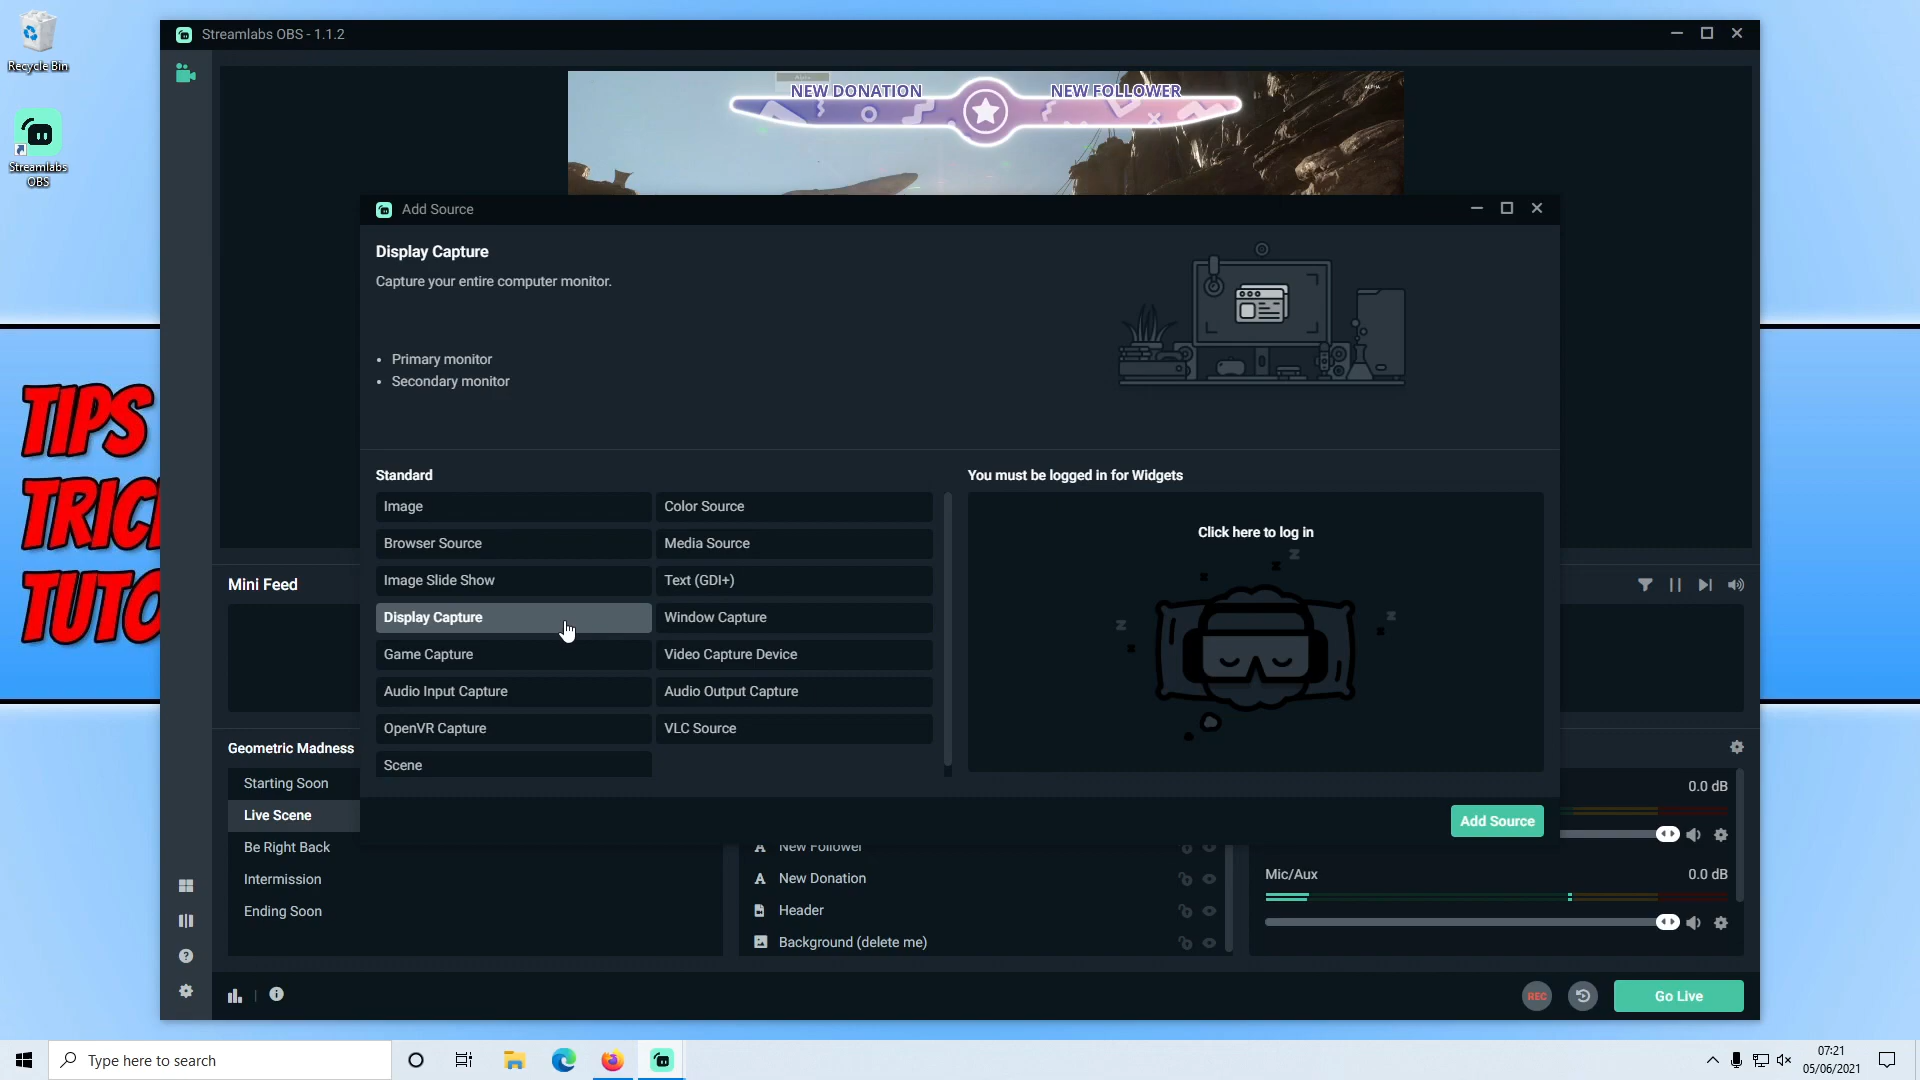 Recycle Bin
Streamlabs
OBS
TIPS
TRIC
TUTO
Streamlabs OBS - 1.1.2
Alpha
NEW DONATION
NEW FOLLOWER
ALPHA
Add Source
Display Capture
Capture your entire computer monitor.
• Primary monitor
• Secondary monitor
Standard
Image
Color Source
Browser Source
Media Source
Image Slide Show
Text (GDI+)
Display Capture
Window Capture
Game Capture
Video Capture Device
Audio Input Capture
Audio Output Capture
OpenVR Capture
VLC Source
Scene
You must be logged in for Widgets
Click here to log in
Z
Z
Z
Add Source
Mini Feed
Geometric Madness
Starting Soon
Live Scene
Be Right Back
Intermission
Ending Soon
New Follower
New Donation
Header
Background (delete me)
0.0 dB
Mic/Aux
0.0 dB
REC
Go Live
Type here to search
07:21
05/06/2021